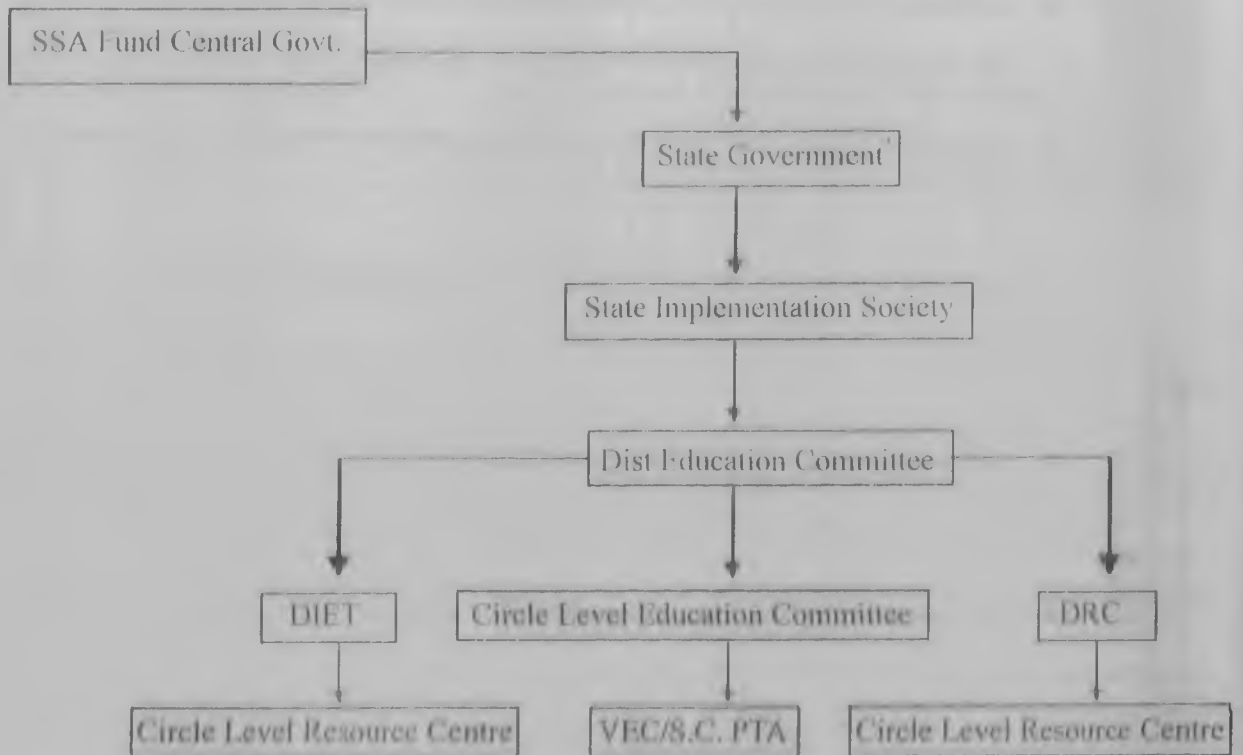 SSA Fund Central Govt.
State Government
State Implementation Society
Dist Education Committee
DIET
Circle Level Education Committee
DRC
Circle Level Resource Centre
VEC/S.C. PTA
Circle Level Resource Centre